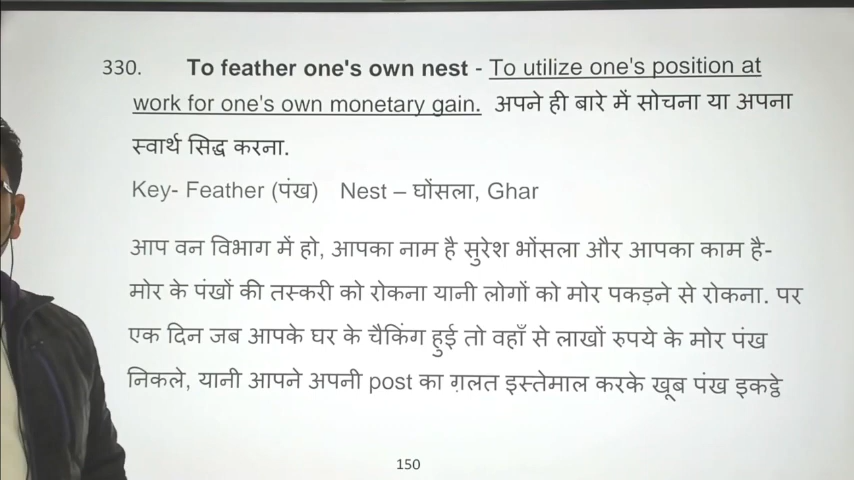 330. To feather one's own nest - To utilize one's position at
work for one's own monetary gain. अपने ही बारे में सोचना या अपना
स्वार्थ सिद्ध करना.
Key- Feather (पंख) Nest – घोंसला, Ghar
आप वन विभाग में हो, आपका नाम है सुरेश भोंसला और आपका काम है-
मोर के पंखों की तस्करी को रोकना यानी लोगों को मोर पकड़ने से रोकना. पर
एक दिन जब आपके घर के चैकिंग हुई तो वहाँ से लाखों रुपये के मोर पंख
निकले, यानी आपने अपनी post का ग़लत इस्तेमाल करके खूब पंख इकट्ठे
150